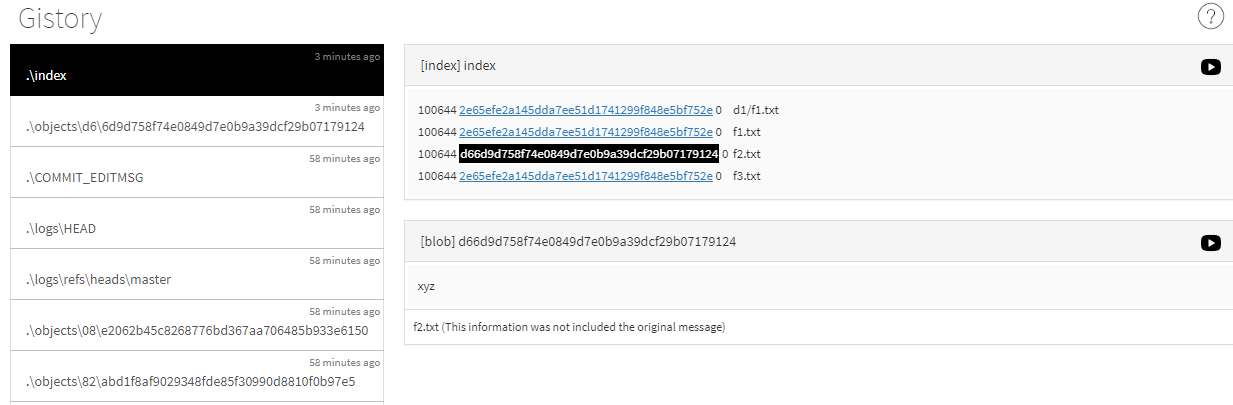 Gistory
?
3 minutes ago
.\index
3 minutes ago
.\objects\d6\6d9d758f74e0849d7e0b9a39dcf29b07179124
58 minutes ago
.\COMMIT_EDITMSG
58 minutes ago
.\logs\HEAD
58 minutes ago
.\logs\refs\heads\master
58 minutes ago
.\objects\08\e2062b45c8268776bd367aa706485b933e6150
58 minutes ago
.\objects\82\abd1f8af9029348fde85f30990d8810f0b97e5
[index] index
100644 2e65efe2a145dda7ee51d1741299f848e5bf752e 0 d1/f1.txt
100644 2e65efe2a145dda7ee51d1741299f848e5bf752e 0 f1.txt
100644 d66d9d758f74e0849d7e0b9a39dcf29b07179124 0 f2.txt
100644 2e65efe2a145dda7ee51d1741299f848e5bf752e 0 f3.txt
[blob] d66d9d758f74e0849d7e0b9a39dcf29b07179124
xyz
f2.txt (This information was not included the original message)